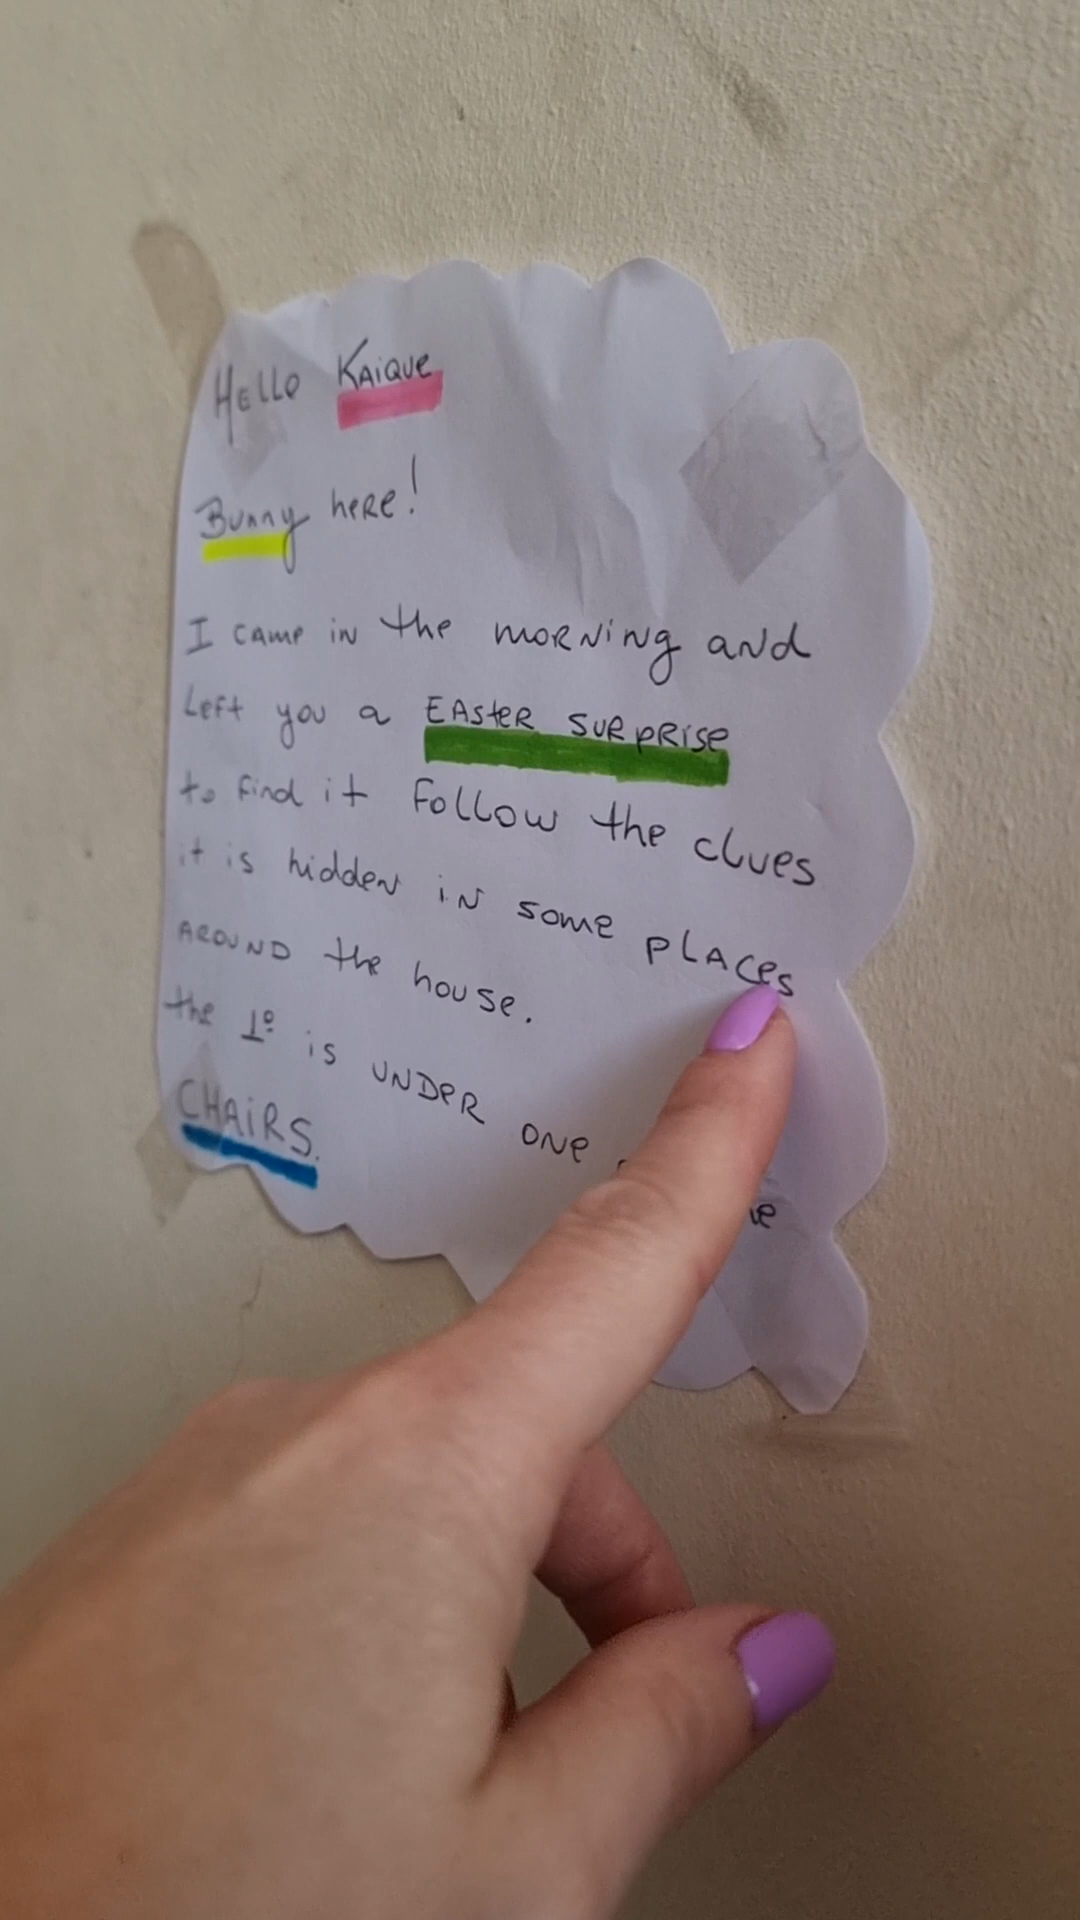 Hello Kaique
Bunny here!
I came in the morning and
Left you a EASTER SURPRISE
to find it Follow the clues
it is hidden in some places
AROUND the house.
the 1º is UNDER one
CHAIRS.